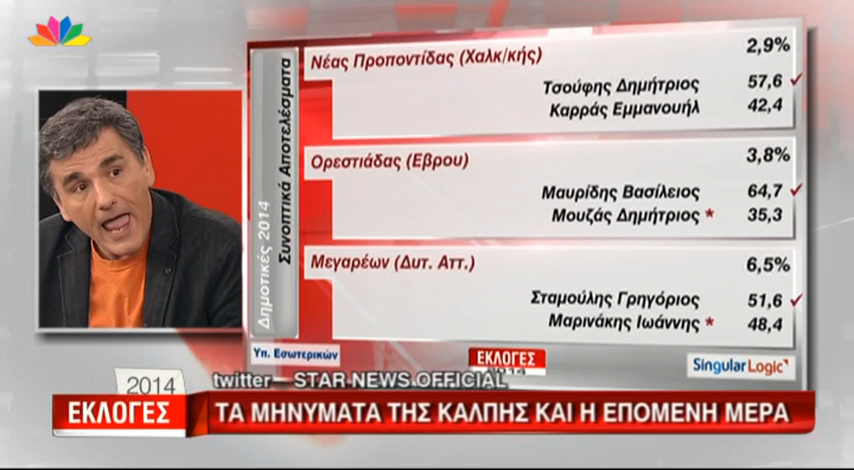 Δημοτικές 2014
Συνοπτικά Αποτελέσματα
Νέας Προποντίδας (Χαλκ/κής) 2,9%
Τσούφης Δημήτριος 57,6
Καρράς Εμμανουήλ 42,4
Ορεστιάδας (Εβρου) 3,8%
Μαυρίδης Βασίλειος 64,7
Μουζάς Δημήτριος * 35,3
Μεγαρέων (Δυτ. Αττ.) 6,5%
Σταμούλης Γρηγόριος 51,6
Μαρινάκης Ιωάννης * 48,4
Υπ. Εσωτερικών
ΕΚΛΟΓΕΣ
2014
SingularLogic
2014
twitter STAR NEWS OFFICIAL
ΕΚΛΟΓΕΣ
ΤΑ ΜΗΝΥΜΑΤΑ ΤΗΣ ΚΑΛΠΗΣ ΚΑΙ Η ΕΠΟΜΕΝΗ ΜΕΡΑ